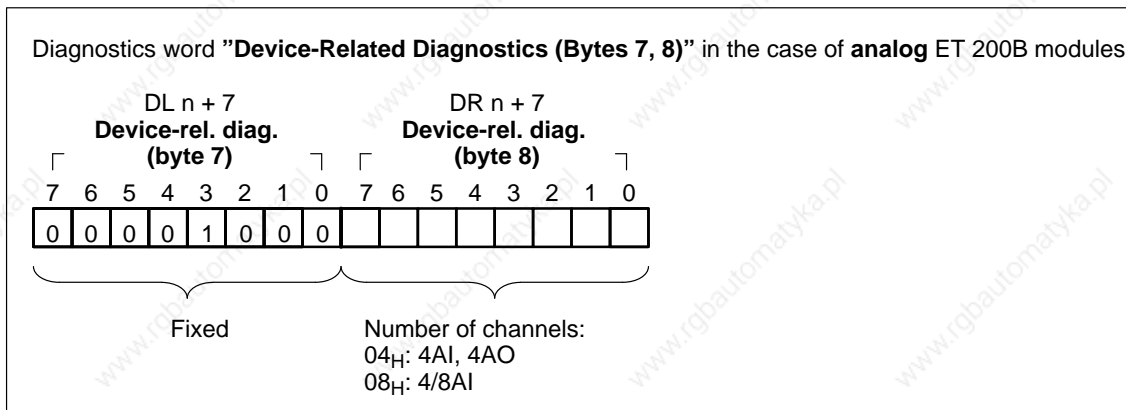 Diagnostics word ”Device-Related Diagnostics (Bytes 7, 8)” in the case of analog ET 200B modules
DL n + 7 DR n + 7
Device-rel. diag. Device-rel. diag.
(byte 7) (byte 8)
7 6 5 4 3 2 1 0 7 6 5 4 3 2 1 0
0 0 0 0 1 0 0 0
Fixed Number of channels:
04H: 4AI, 4AO
08H: 4/8AI
www.rgbautomatyka.pl